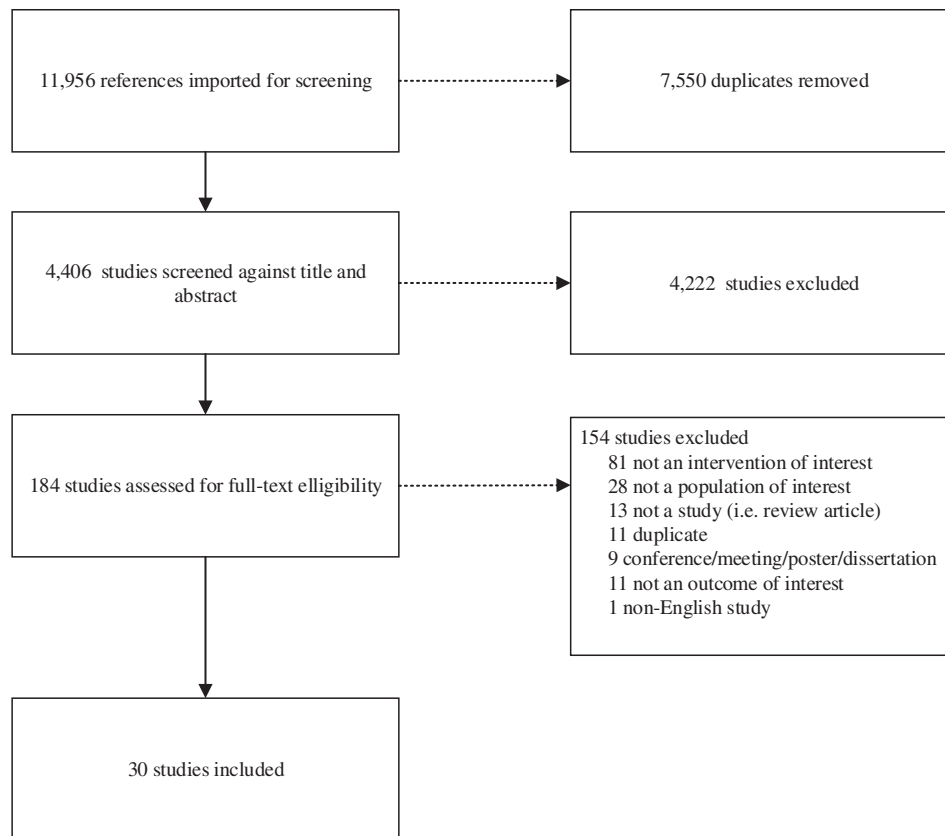 11,956 references imported for screening
7,550 duplicates removed
4,406 studies screened against title and
abstract
4,222 studies excluded
184 studies assessed for full-text elligibility
154 studies excluded
81 not an intervention of interest
28 not a population of interest
13 not a study (i.e. review article)
11 duplicate
9 conference/meeting/poster/dissertation
11 not an outcome of interest
1 non-English study
30 studies included